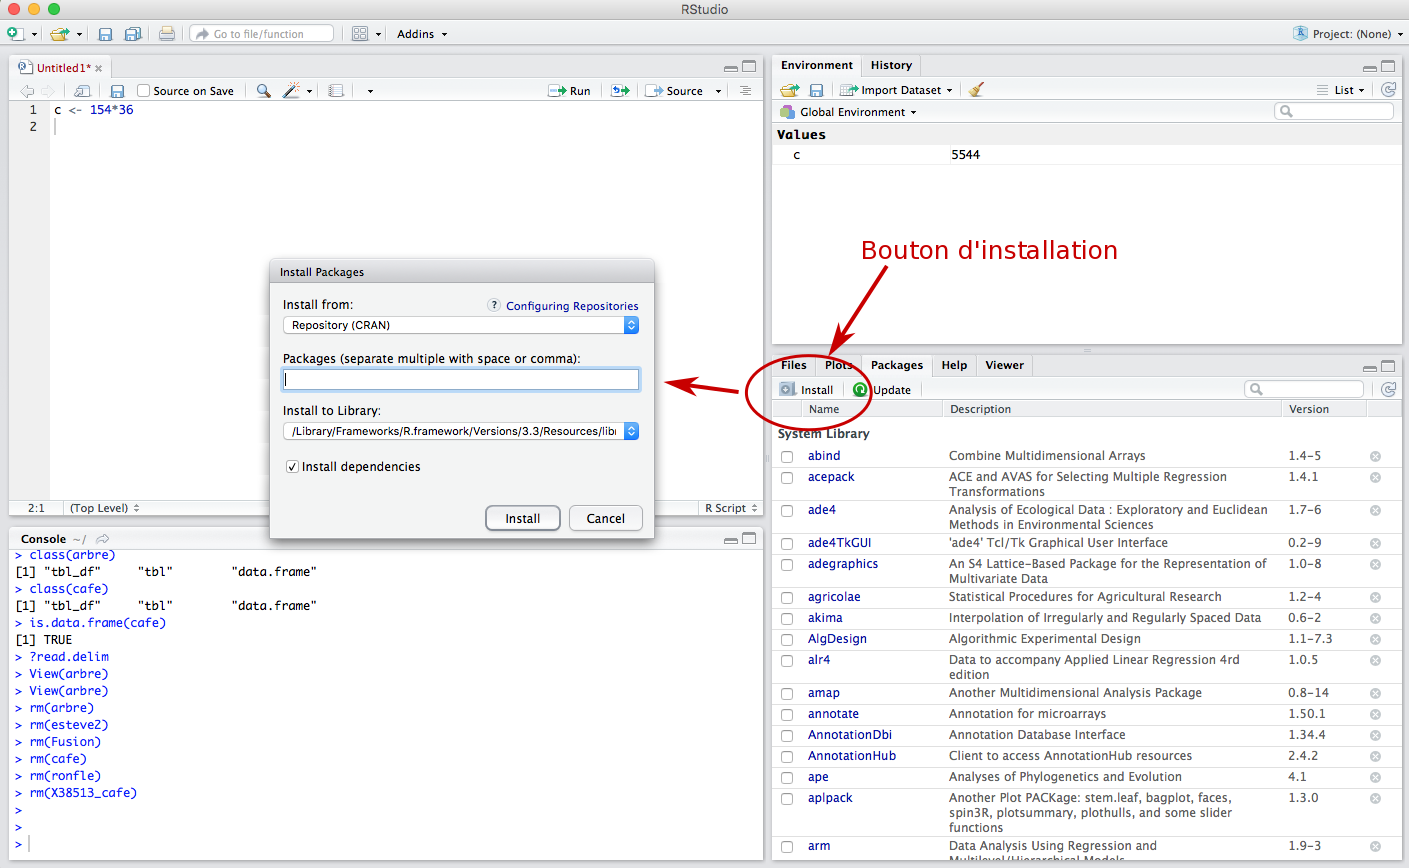 RStudio
Go to file/function
Addins
Project: (None)
Untitled1*
Source on Save
Run
Source
1 c <- 154*36
2
2:1 (Top Level)
R Script
Environment History
Import Dataset
List
Global Environment
Values
c 5544
Bouton d'installation
Install Packages
Install from:
? Configuring Repositories
Repository (CRAN)
Packages (separate multiple with space or comma):
Install to Library:
/Library/Frameworks/R.framework/Versions/3.3/Resources/libr
Install dependencies
Install Cancel
Console ~/
> class(arbre)
[1] "tbl_df" "tbl" "data.frame"
> class(cafe)
[1] "tbl_df" "tbl" "data.frame"
> is.data.frame(cafe)
[1] TRUE
> ?read.delim
> View(arbre)
> View(arbre)
> rm(arbre)
> rm(esteve2)
> rm(Fusion)
> rm(cafe)
> rm(ronfle)
> rm(X38513_cafe)
>
>
>
Files Plots Packages Help Viewer
Install Update
Name Description Version
System Library
abind Combine Multidimensional Arrays 1.4-5
acepack ACE and AVAS for Selecting Multiple Regression 1.4.1
Transformations
ade4 Analysis of Ecological Data : Exploratory and Euclidean 1.7-6
Methods in Environmental Sciences
ade4TkGUI 'ade4' Tcl/Tk Graphical User Interface 0.2-9
adegraphics An S4 Lattice-Based Package for the Representation of 1.0-8
Multivariate Data
agricolae Statistical Procedures for Agricultural Research 1.2-4
akima Interpolation of Irregularly and Regularly Spaced Data 0.6-2
AlgDesign Algorithmic Experimental Design 1.1-7.3
alr4 Data to accompany Applied Linear Regression 4rd 1.0.5
edition
amap Another Multidimensional Analysis Package 0.8-14
annotate Annotation for microarrays 1.50.1
AnnotationDbi Annotation Database Interface 1.34.4
AnnotationHub Client to access AnnotationHub resources 2.4.2
ape Analyses of Phylogenetics and Evolution 4.1
aplpack Another Plot PACKage: stem.leaf, bagplot, faces, 1.3.0
spin3R, plotsummary, plothulls, and some slider
functions
arm Data Analysis Using Regression and 1.9-3
Multilevel/Hierarchical Models